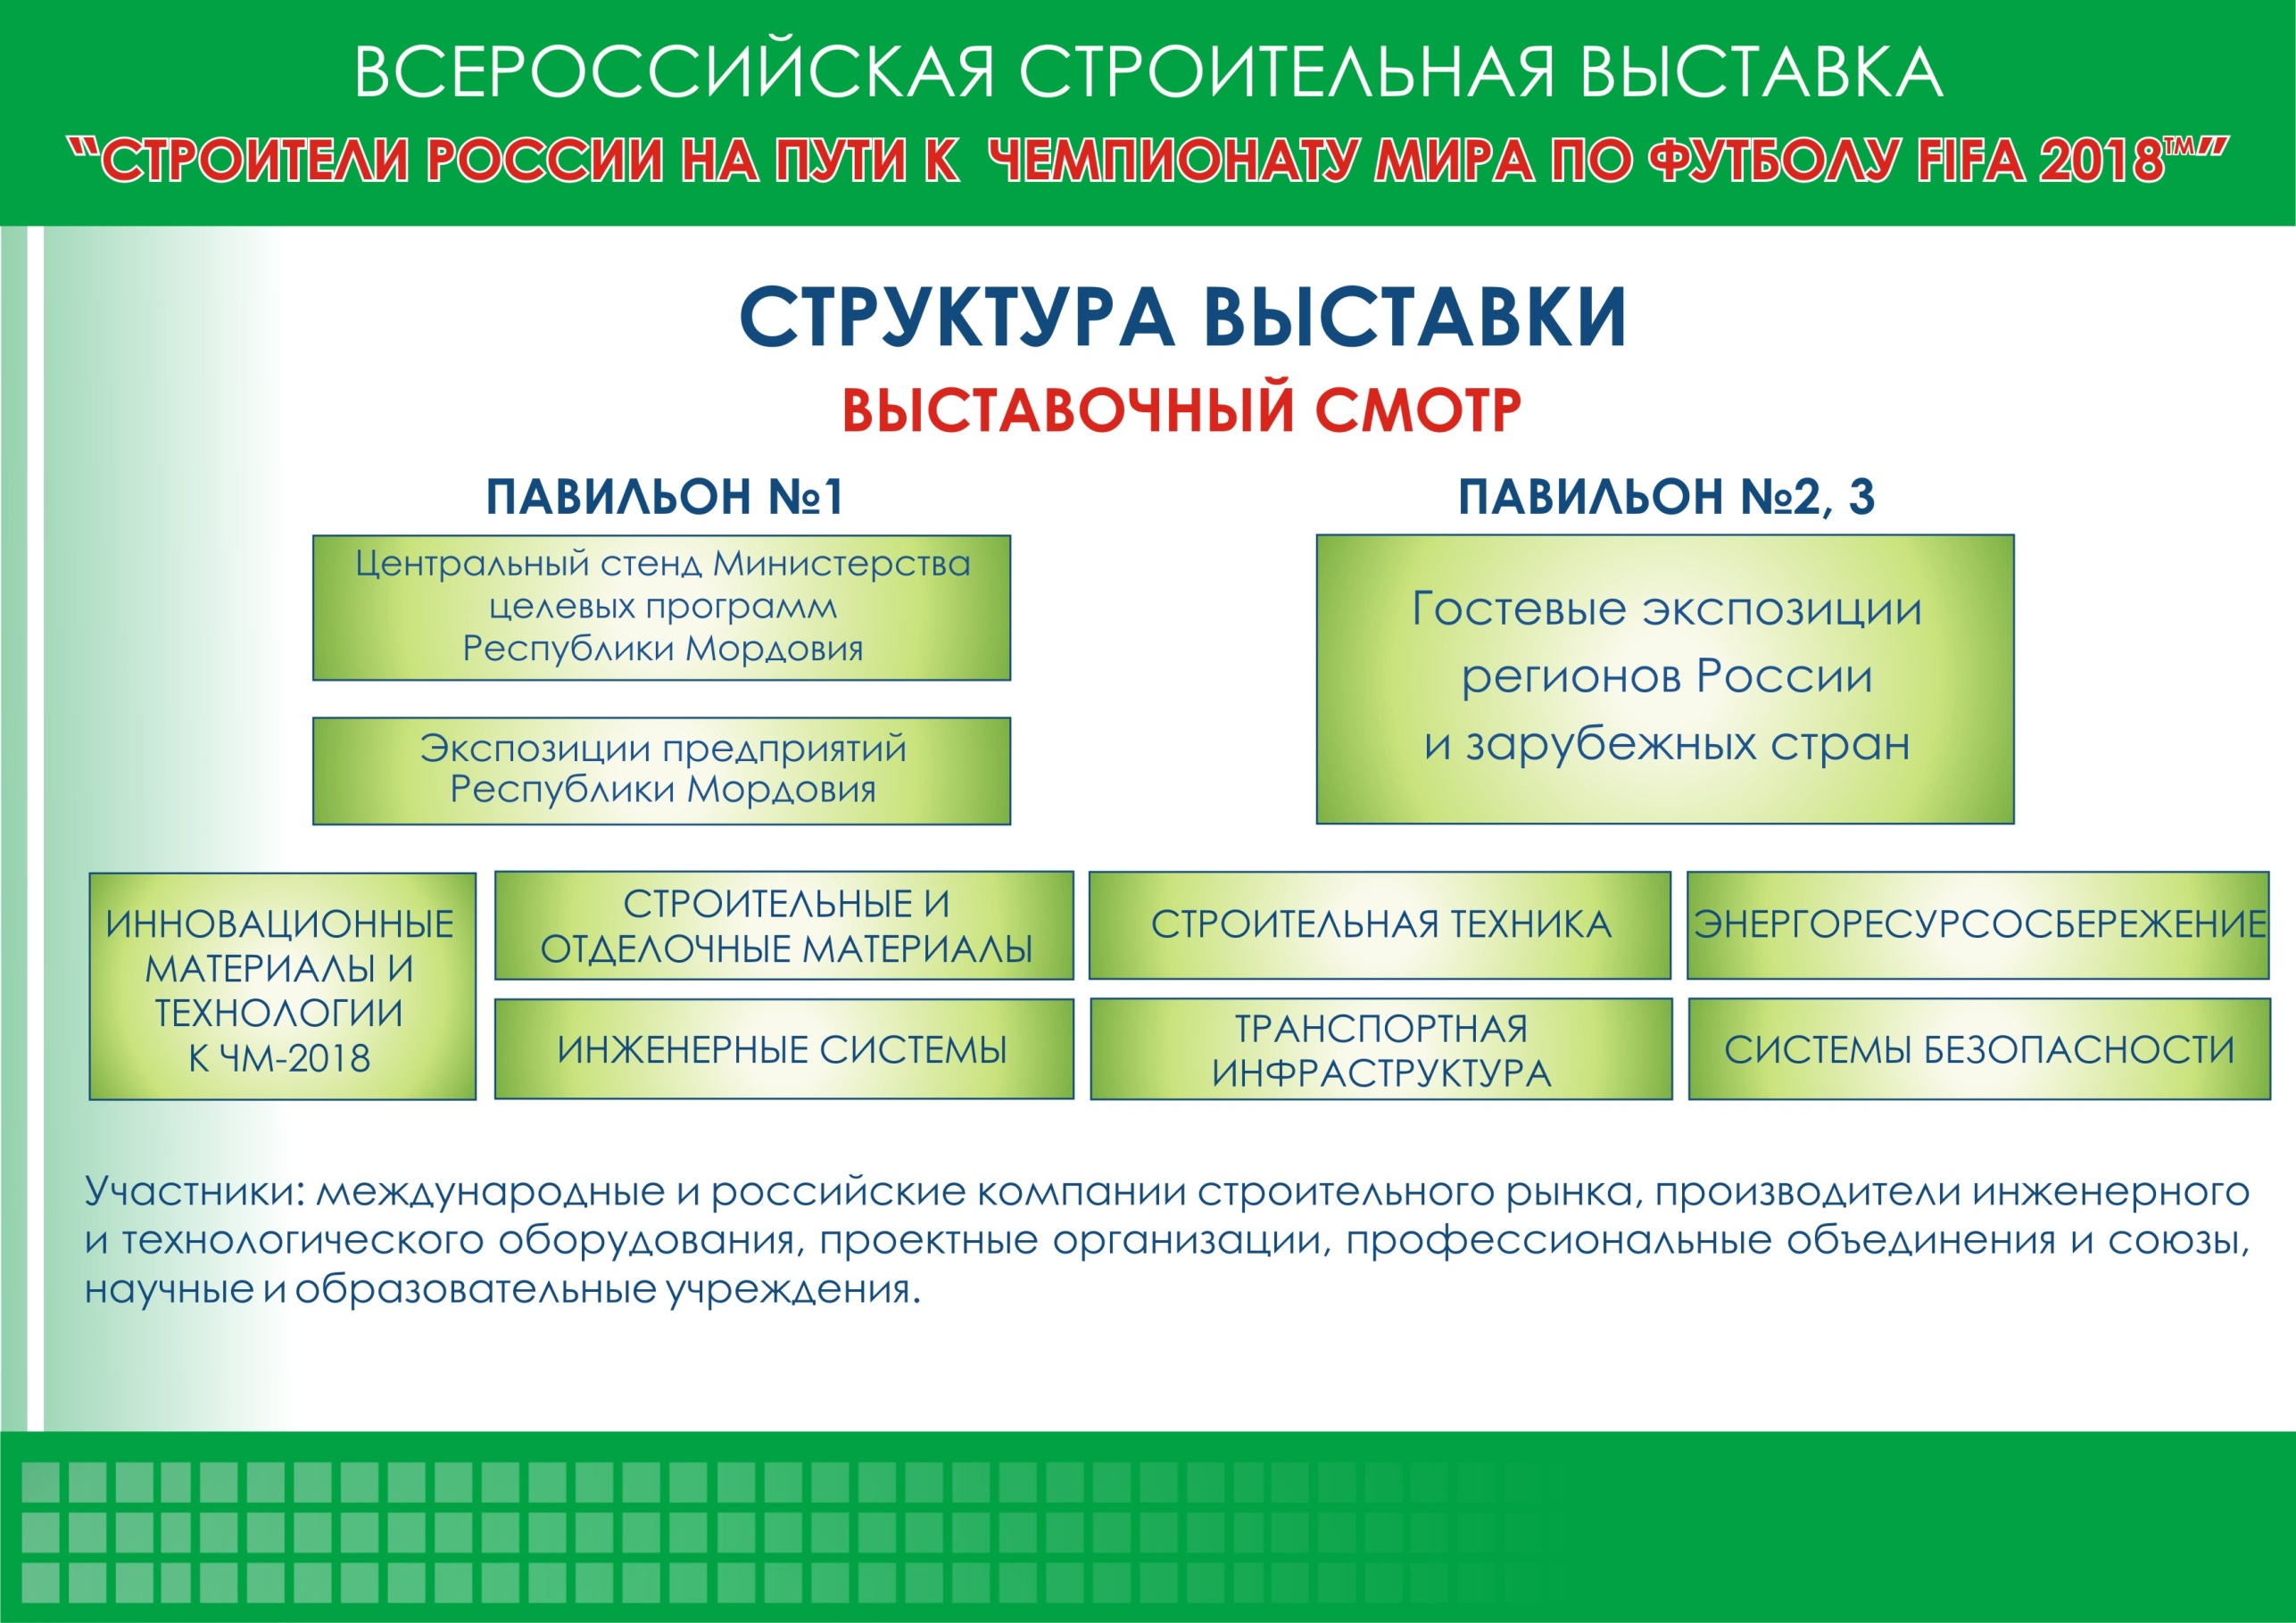 ВСЕРОССИЙСКАЯ СТРОИТЕЛЬНАЯ ВЫСТАВКА
“СТРОИТЕЛИ РОССИИ НА ПУТИ К ЧЕМПИОНАТУ МИРА ПО ФУТБОЛУ FIFA 2018™”
СТРУКТУРА ВЫСТАВКИ
ВЫСТАВОЧНЫЙ СМОТР
ПАВИЛЬОН №1
Центральный стенд Министерства
целевых программ
Республики Мордовия
Экспозиции предприятий
Республики Мордовия
ПАВИЛЬОН №2, 3
Гостевые экспозиции
регионов России
и зарубежных стран
ИННОВАЦИОННЫЕ
МАТЕРИАЛЫ И
ТЕХНОЛОГИИ
К ЧМ-2018
СТРОИТЕЛЬНЫЕ И
ОТДЕЛОЧНЫЕ МАТЕРИАЛЫ
СТРОИТЕЛЬНАЯ ТЕХНИКА
ЭНЕРГОРЕСУРСОСБЕРЕЖЕНИЕ
ИНЖЕНЕРНЫЕ СИСТЕМЫ
ТРАНСПОРТНАЯ
ИНФРАСТРУКТУРА
СИСТЕМЫ БЕЗОПАСНОСТИ
Участники: международные и российские компании строительного рынка, производители инженерного
и технологического оборудования, проектные организации, профессиональные объединения и союзы,
научные и образовательные учреждения.